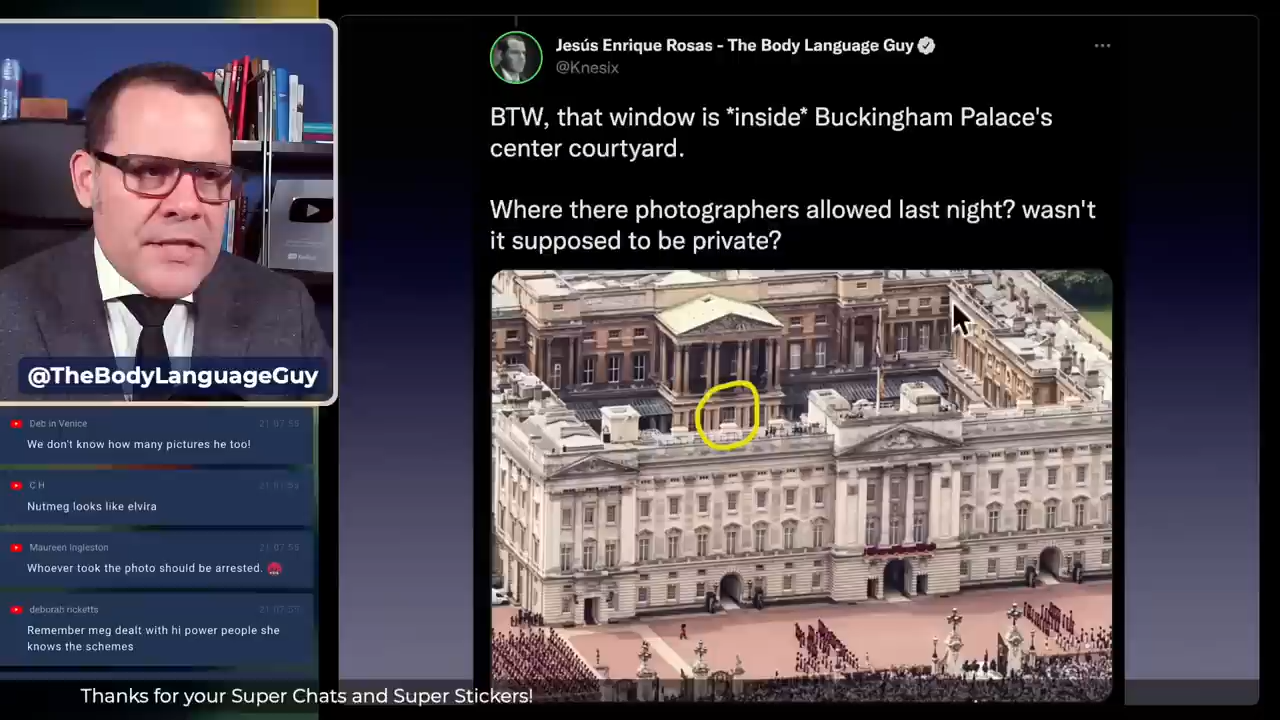 Jesús Enrique Rosas - The Body Language Guy
@Knesix
BTW, that window is *inside* Buckingham Palace's
center courtyard.
Where there photographers allowed last night? wasn't
it supposed to be private?
@TheBodyLanguageGuy
Deb in Venice
We don't know how many pictures he too!
C H
Nutmeg looks like elvira
Maureen Ingleston
Whoever took the photo should be arrested.
deborah ricketts
Remember meg dealt with hi power people she
knows the schemes
Thanks for your Super Chats and Super Stickers!